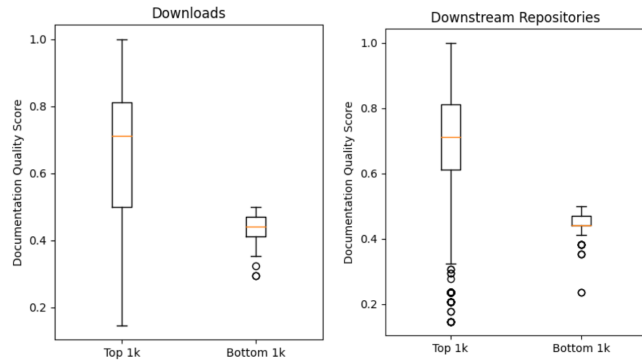 Downloads
Documentation Quality Score
1.0
0.8
0.6
0.4
0.2
Top 1k Bottom 1k
Downstream Repositories
Documentation Quality Score
1.0
0.8
0.6
0.4
0.2
Top 1k Bottom 1k